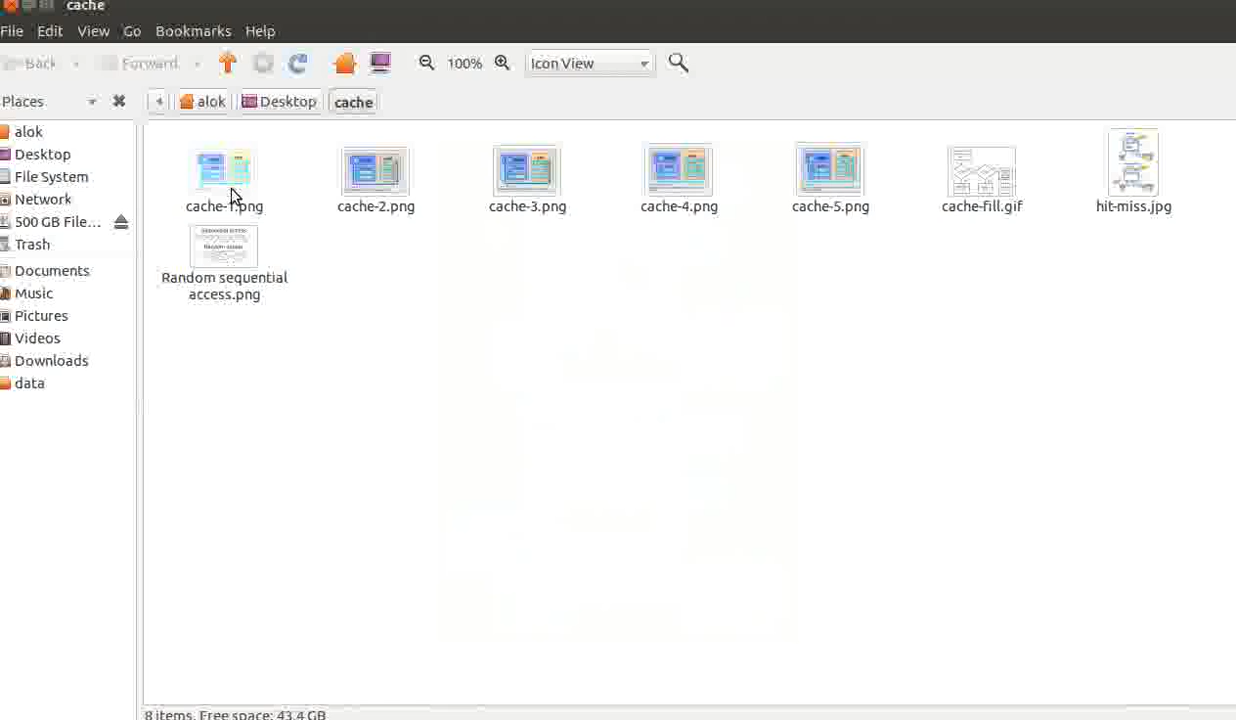 cache
File Edit View Go Bookmarks Help
Back Forward 100% Icon View
Places alok Desktop cache
alok
Desktop
File System
Network
500 GB File...
Trash
Documents
Music
Pictures
Videos
Downloads
data
cache-1.png cache-2.png cache-3.png cache-4.png cache-5.png cache-fill.gif hit-miss.jpg
Random sequential
access.png
8 items, Free space: 43.4 GB